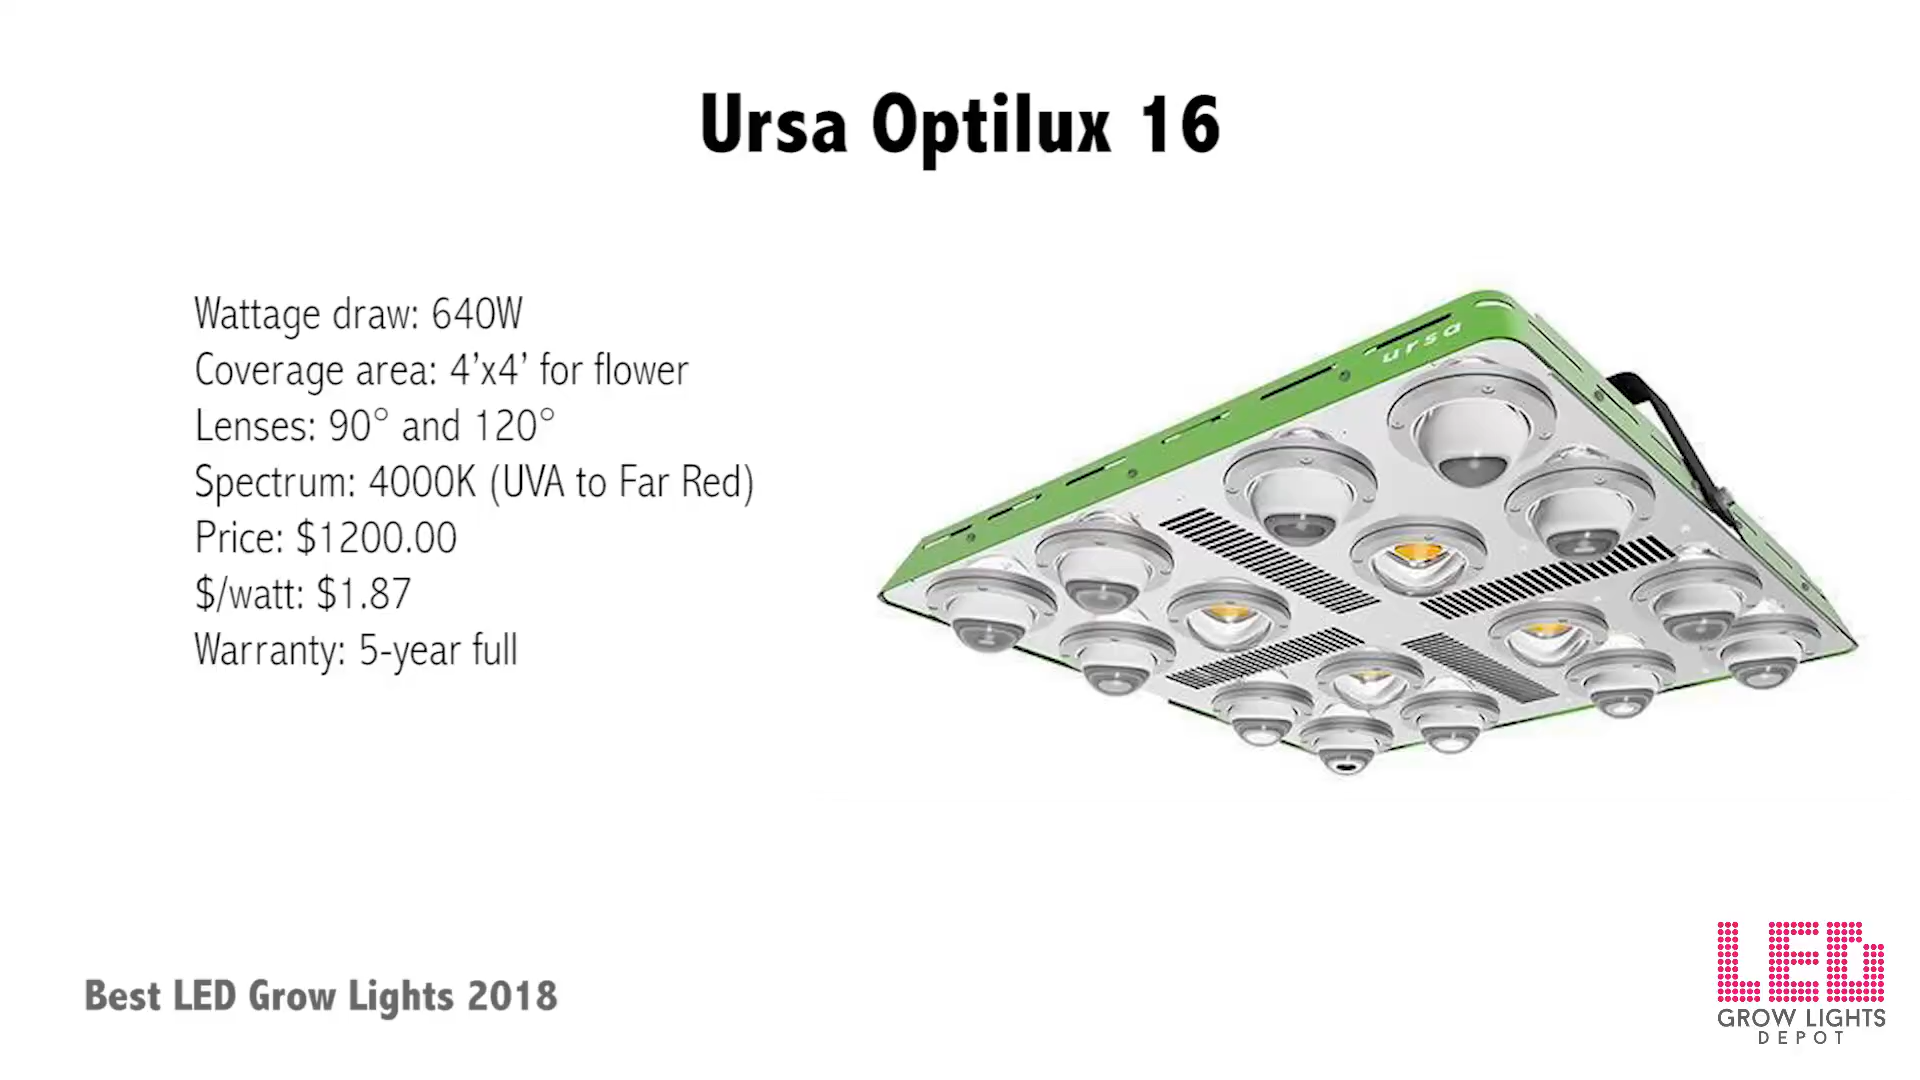 Ursa Optilux 16
Wattage draw: 640W
Coverage area: 4’x4’ for flower
Lenses: 90° and 120°
Spectrum: 4000K (UVA to Far Red)
Price: $1200.00
$/watt: $1.87
Warranty: 5-year full
ursa
Best LED Grow Lights 2018
LED
GROW LIGHTS
DEPOT